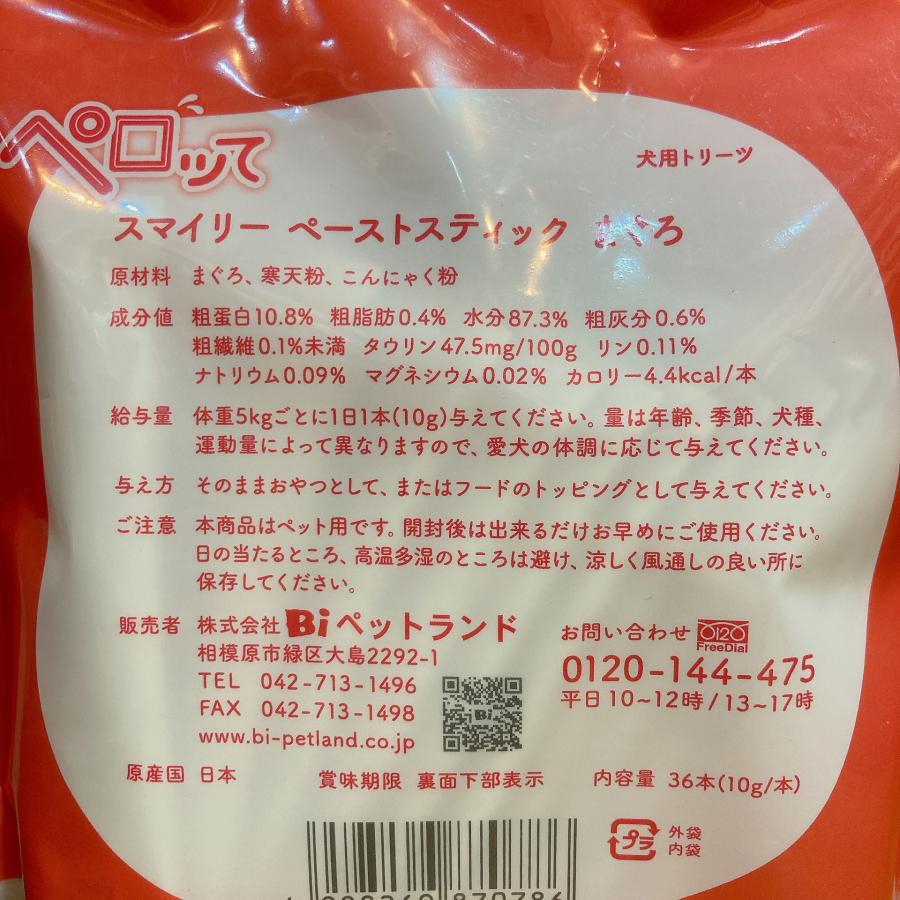 ペロッて
犬用トリーツ
スマイリー ペーストスティック まぐろ
原材料 まぐろ、寒天粉、こんにゃく粉
成分値 粗蛋白10.8% 粗脂肪0.4% 水分87.3% 粗灰分0.6%
粗繊維0.1%未満 タウリン47.5mg/100g リン0.11%
ナトリウム0.09% マグネシウム0.02% カロリー4.4kcal/本
給与量 体重5kgごとに1日1本(10g)与えてください。量は年齢、季節、犬種、
運動量によって異なりますので、愛犬の体調に応じて与えてください。
与え方 そのままおやつとして、またはフードのトッピングとして与えてください。
ご注意 本商品はペット用です。開封後は出来るだけお早めにご使用ください。
日の当たるところ、高温多湿のところは避け、涼しく風通しの良い所に
保存してください。
販売者 株式会社Biペットランド
相模原市緑区大島2292-1
TEL 042-713-1496
FAX 042-713-1498
www.bi-petland.co.jp
Bi
お問い合わせ 0120
FreeDial
0120-144-475
平日10~12時/13~17時
原産国 日本 賞味期限 裏面下部表示 内容量 36本(10g/本)
プラ 外袋
内袋